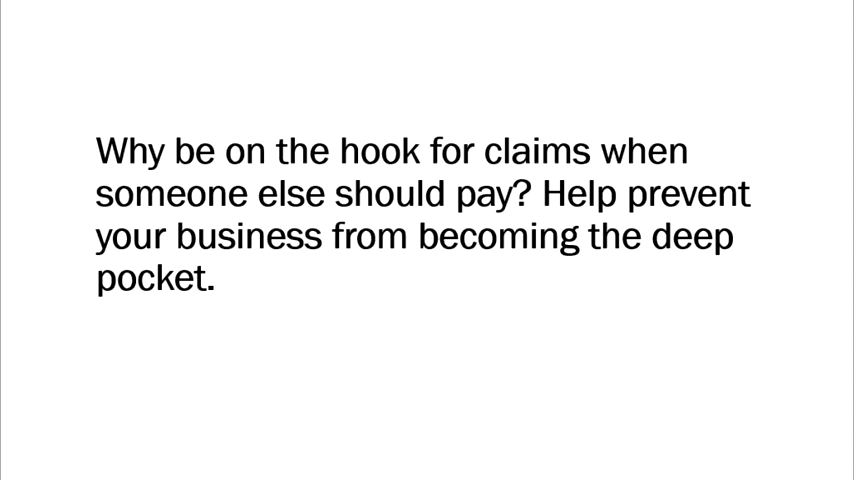 Why be on the hook for claims when
someone else should pay? Help prevent
your business from becoming the deep
pocket.